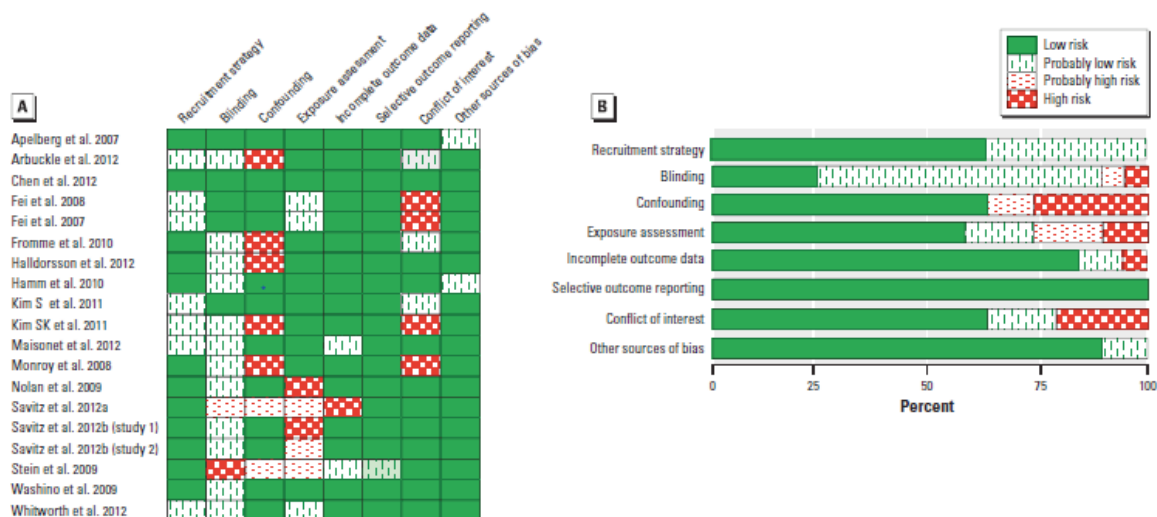 A
Recruitment strategy
Blinding
Confounding
Exposure assessment
Incomplete outcome data
Selective outcome reporting
Conflict of interest
Other sources of bias
Apelberg et al. 2007
Arbuckle et al. 2012
Chen et al. 2012
Fei et al. 2008
Fei et al. 2007
Fromme et al. 2010
Halldorsson et al. 2012
Hamm et al. 2010
Kim S et al. 2011
Kim SK et al. 2011
Maisonet et al. 2012
Monroy et al. 2008
Nolan et al. 2009
Savitz et al. 2012a
Savitz et al. 2012b (study 1)
Savitz et al. 2012b (study 2)
Stein et al. 2009
Washino et al. 2009
Whitworth et al. 2012
B
Low risk
Probably low risk
Probably high risk
High risk
Recruitment strategy
Blinding
Confounding
Exposure assessment
Incomplete outcome data
Selective outcome reporting
Conflict of interest
Other sources of bias
0 25 50 75 100
Percent